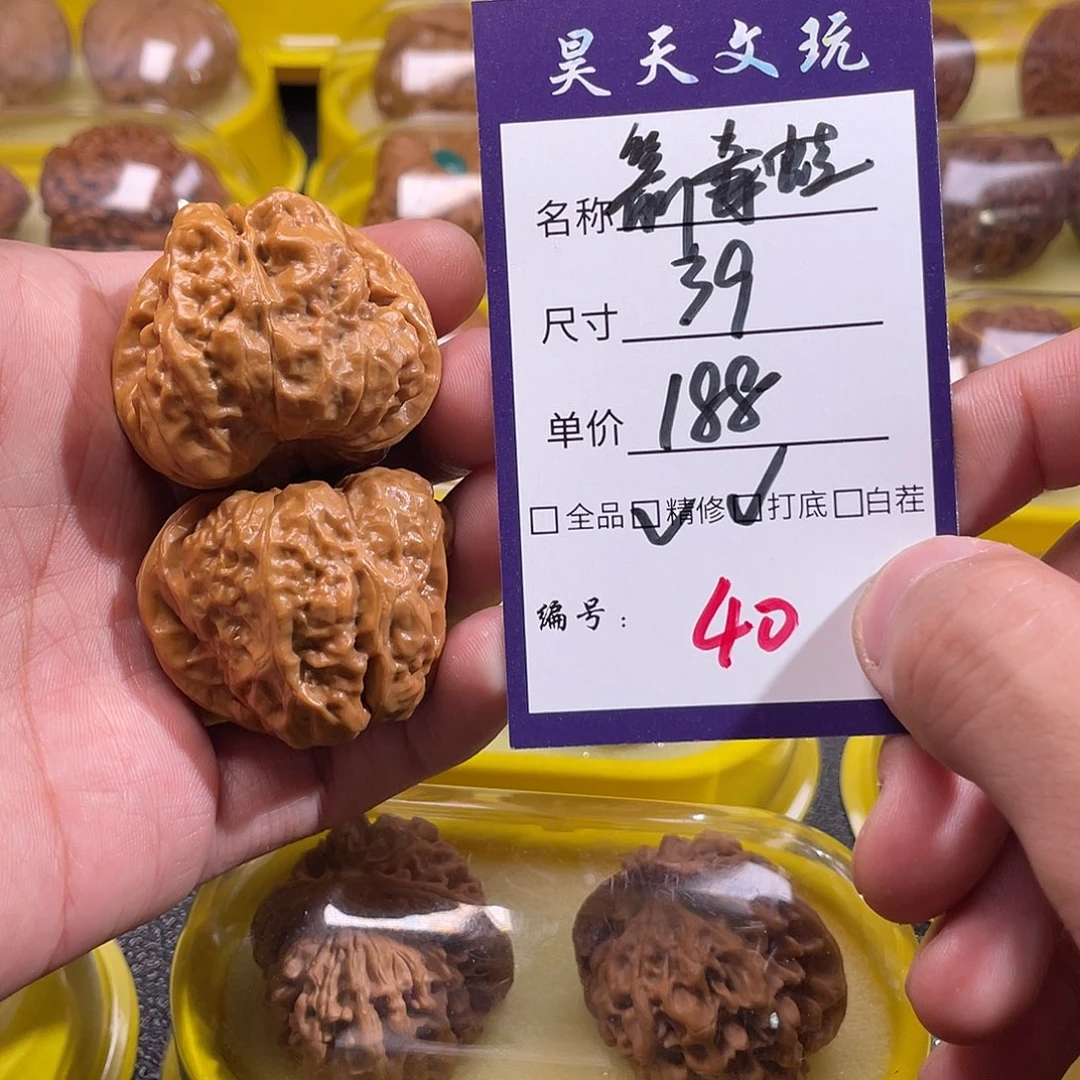 昊天文玩
名称
尺寸 39
单价 188
□全品 ☑精修 ☑打底 □白茬
编号： 40